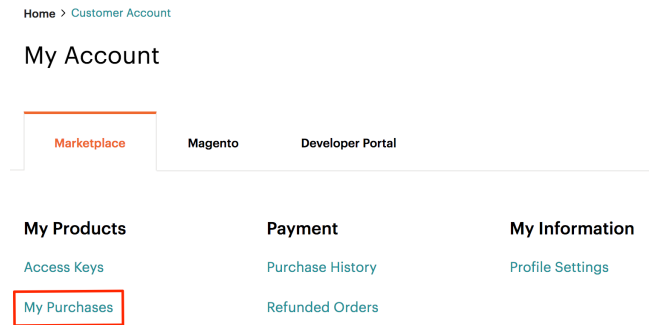 Home > Customer Account
My Account
Marketplace Magento Developer Portal
My Products Payment My Information
Access Keys Purchase History Profile Settings
My Purchases Refunded Orders